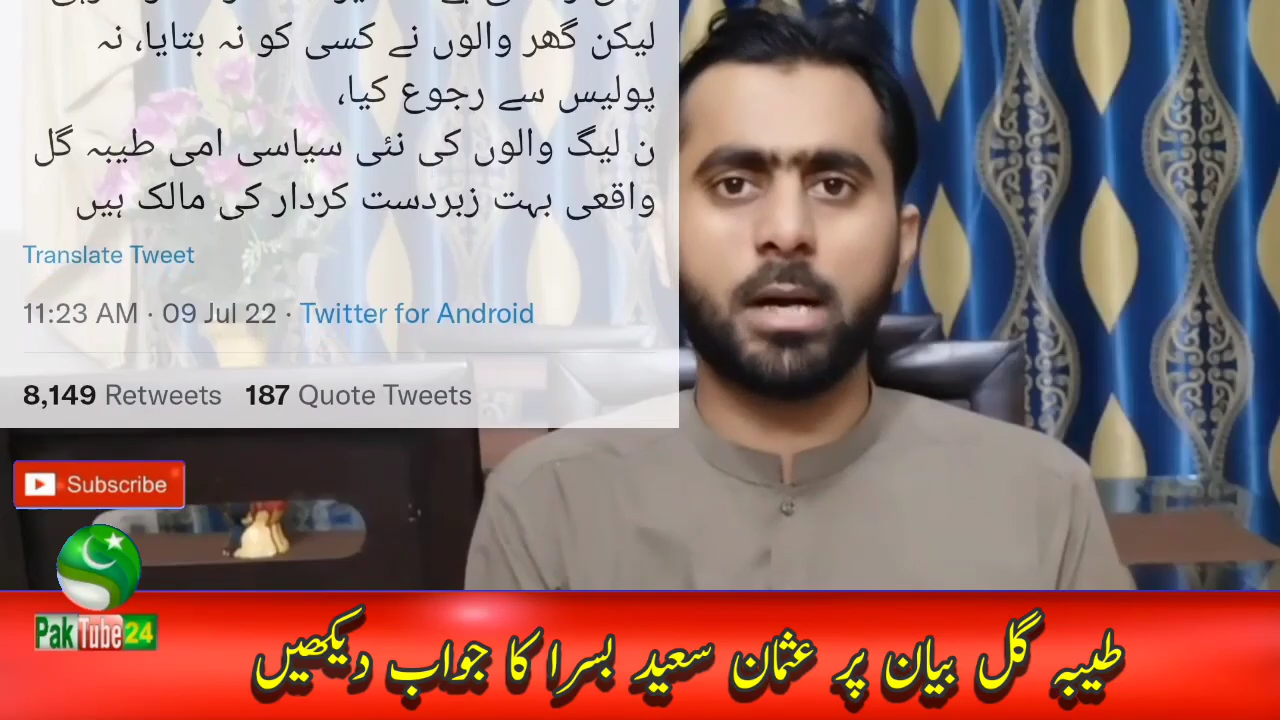 لیکن گھر والوں نے کسی کو نہ بتایا، نہ
پولیس سے رجوع کیا،
ن لیگ والوں کی نئی سیاسی امی طیبہ گل
واقعی بہت زبردست کردار کی مالک ہیں
Translate Tweet
11:23 AM · 09 Jul 22 · Twitter for Android
8,149 Retweets 187 Quote Tweets
Subscribe
PakTube24
طیبہ گل بیان پر عثمان سعید بسرا کا جواب دیکھیں